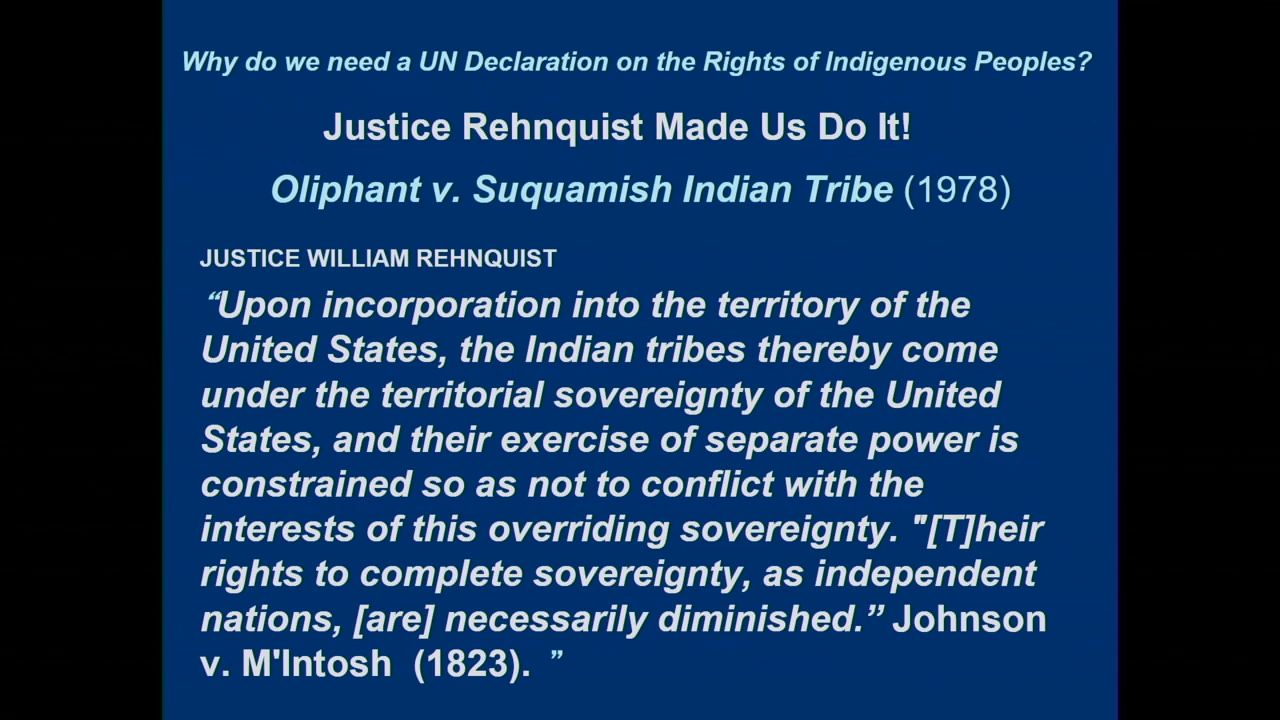 Why do we need a UN Declaration on the Rights of Indigenous Peoples?
Justice Rehnquist Made Us Do It!
Oliphant v. Suquamish Indian Tribe (1978)
JUSTICE WILLIAM REHNQUIST
“Upon incorporation into the territory of the
United States, the Indian tribes thereby come
under the territorial sovereignty of the United
States, and their exercise of separate power is
constrained so as not to conflict with the
interests of this overriding sovereignty. "[T]heir
rights to complete sovereignty, as independent
nations, [are] necessarily diminished.” Johnson
v. M'Intosh (1823). ”